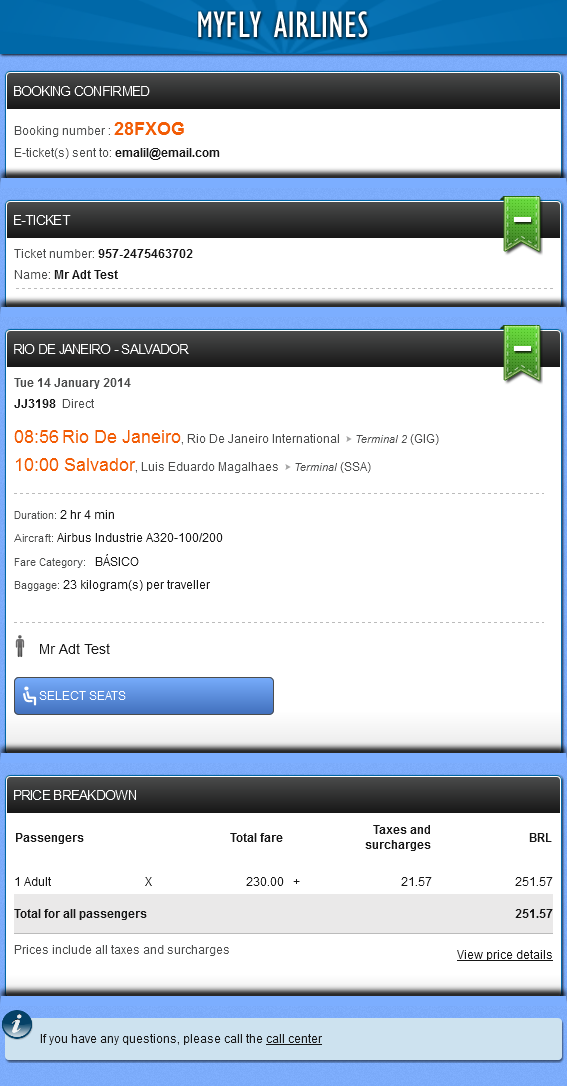 MYFLY AIRLINES
BOOKING CONFIRMED
Booking number : 28FXOG
E-ticket(s) sent to: emalil@email.com
E-TICKET
Ticket number: 957-2475463702
Name: Mr Adt Test
RIO DE JANEIRO - SALVADOR
Tue 14 January 2014
JJ3198 Direct
08:56 Rio De Janeiro, Rio De Janeiro International Terminal 2 (GIG)
10:00 Salvador, Luis Eduardo Magalhaes Terminal (SSA)
Duration: 2 hr 4 min
Aircraft: Airbus Industrie A320-100/200
Fare Category: BÁSICO
Baggage: 23 kilogram(s) per traveller
Mr Adt Test
SELECT SEATS
PRICE BREAKDOWN
Passengers Total fare Taxes and surcharges BRL
1 Adult X 230.00 + 21.57 251.57
Total for all passengers 251.57
Prices include all taxes and surcharges View price details
If you have any questions, please call the call center